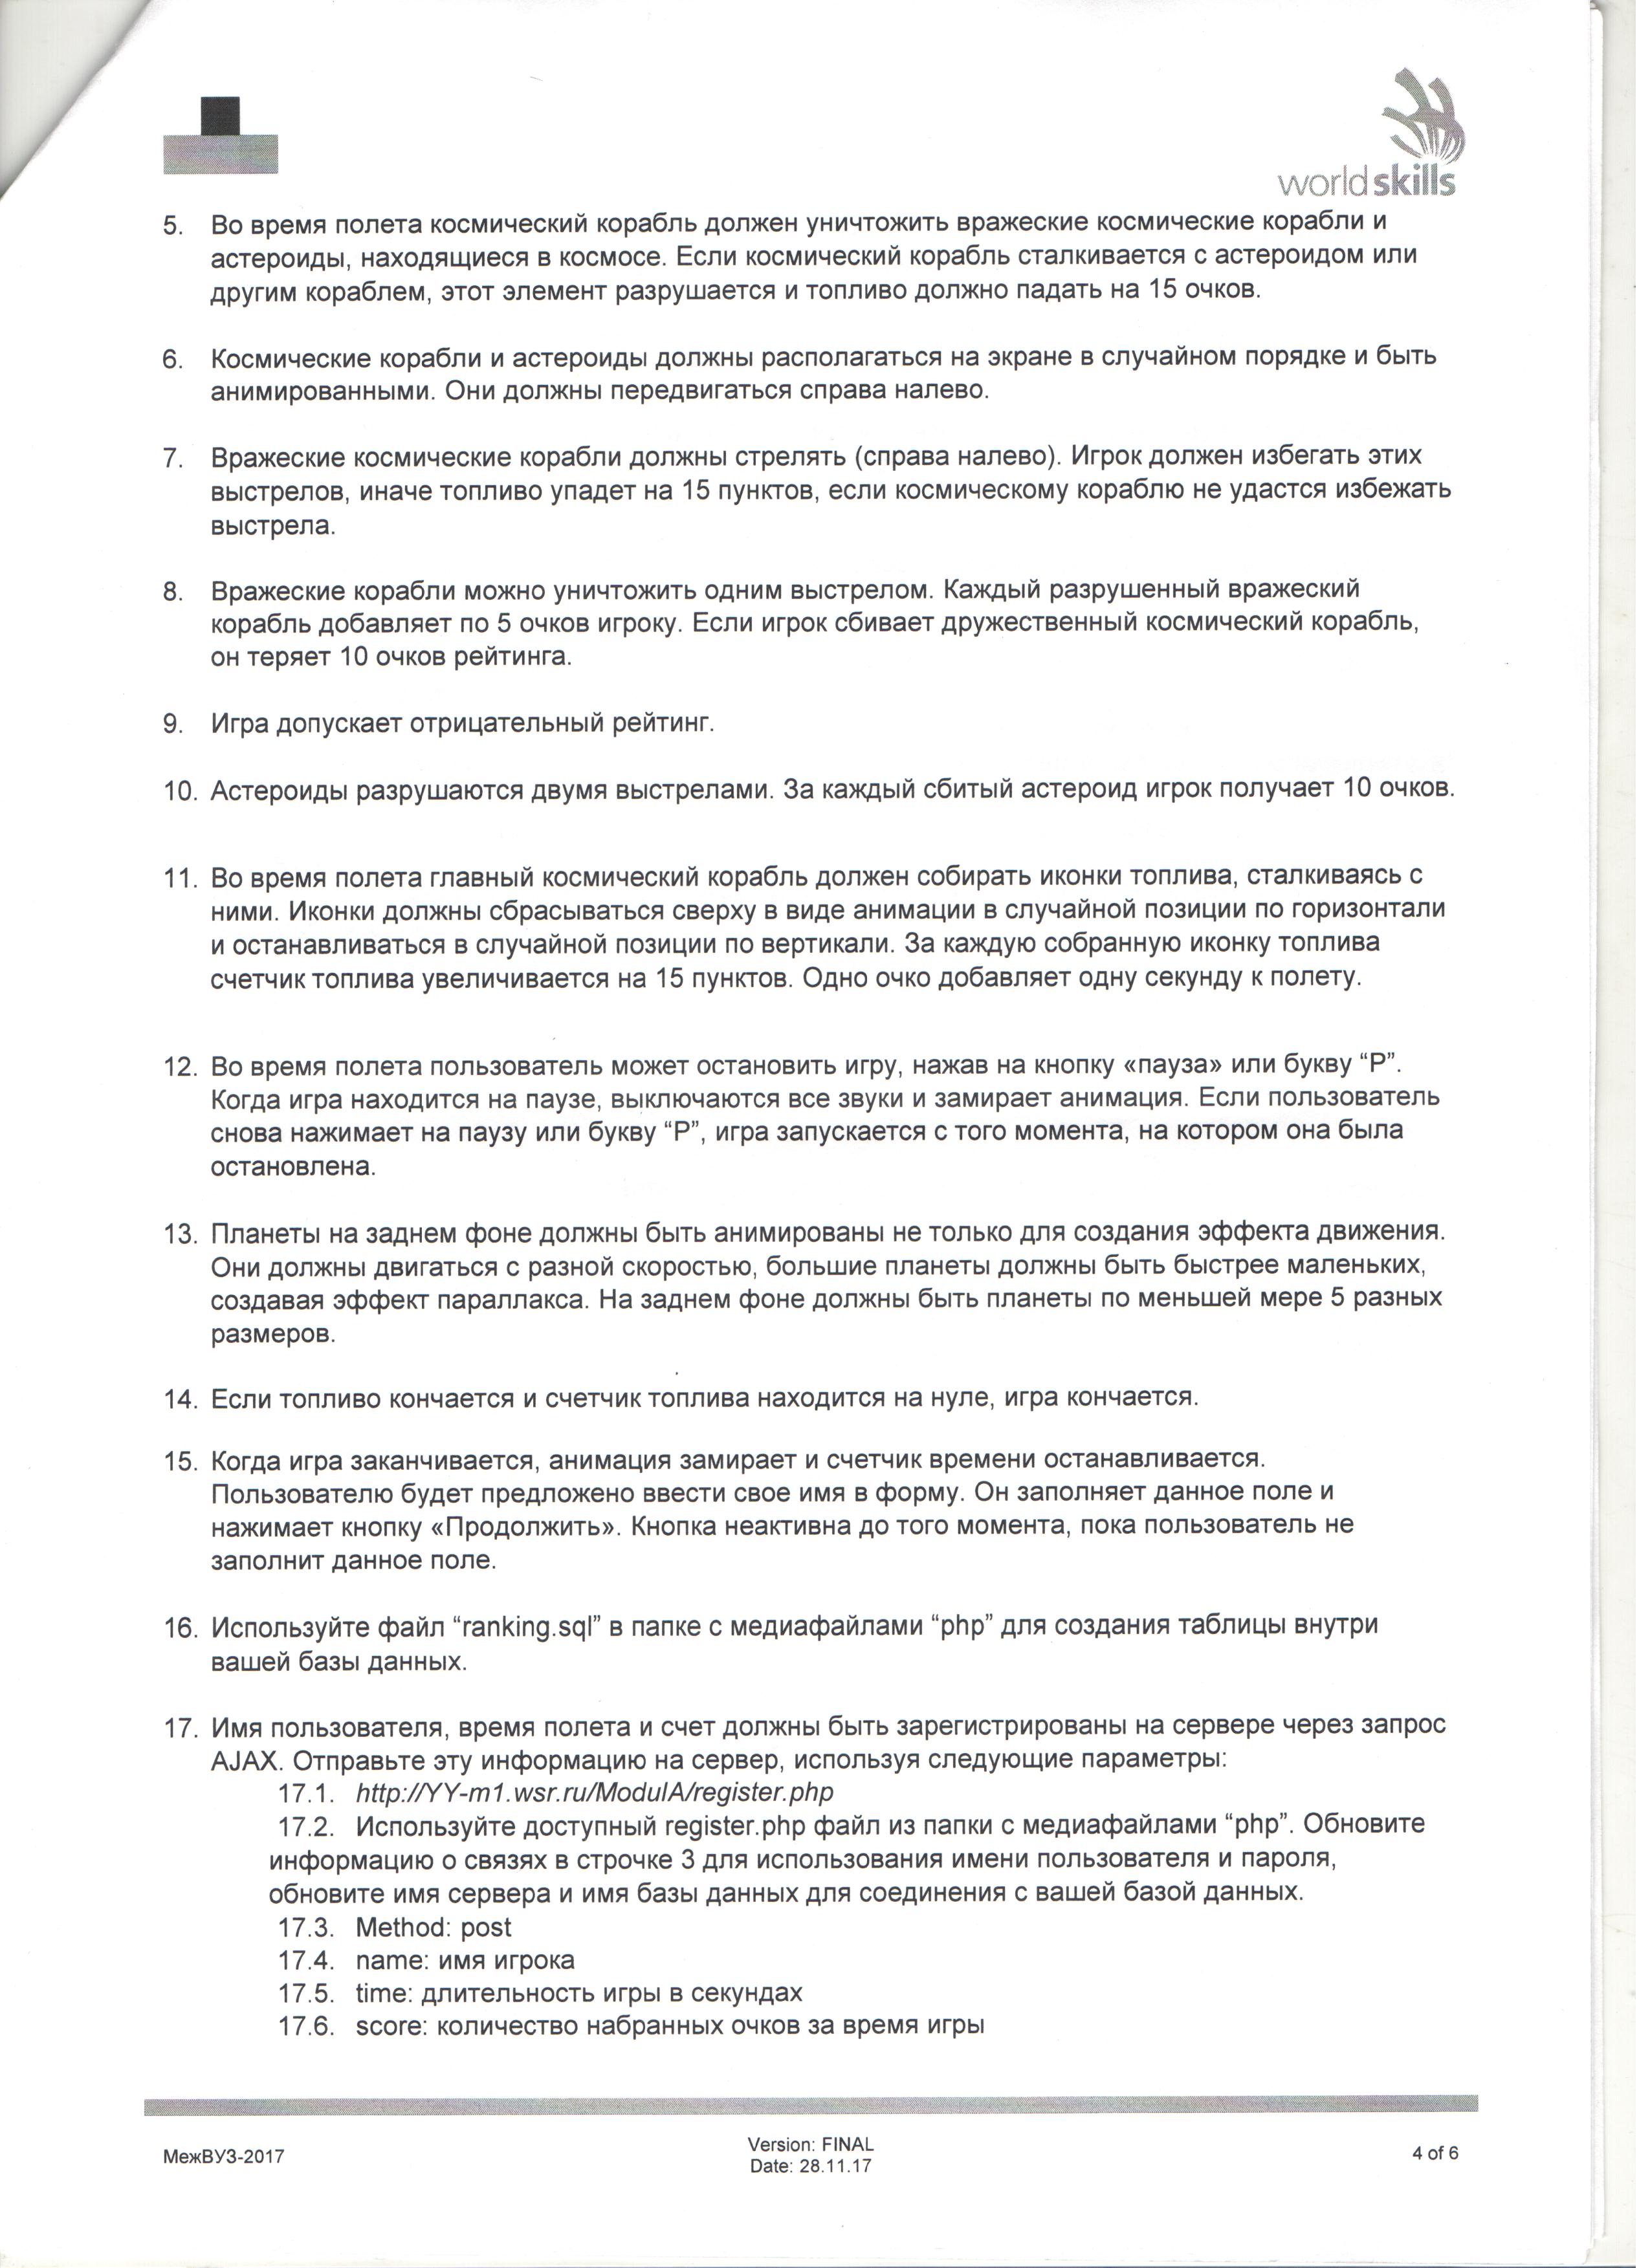 worldskills
5. Во время полета космический корабль должен уничтожить вражеские космические корабли и
астероиды, находящиеся в космосе. Если космический корабль сталкивается с астероидом или
другим кораблем, этот элемент разрушается и топливо должно падать на 15 очков.
6. Космические корабли и астероиды должны располагаться на экране в случайном порядке и быть
анимированными. Они должны передвигаться справа налево.
7. Вражеские космические корабли должны стрелять (справа налево). Игрок должен избегать этих
выстрелов, иначе топливо упадет на 15 пунктов, если космическому кораблю не удастся избежать
выстрела.
8. Вражеские корабли можно уничтожить одним выстрелом. Каждый разрушенный вражеский
корабль добавляет по 5 очков игроку. Если игрок сбивает дружественный космический корабль,
он теряет 10 очков рейтинга.
9. Игра допускает отрицательный рейтинг.
10. Астероиды разрушаются двумя выстрелами. За каждый сбитый астероид игрок получает 10 очков.
11. Во время полета главный космический корабль должен собирать иконки топлива, сталкиваясь с
ними. Иконки должны сбрасываться сверху в виде анимации в случайной позиции по горизонтали
и останавливаться в случайной позиции по вертикали. За каждую собранную иконку топлива
счетчик топлива увеличивается на 15 пунктов. Одно очко добавляет одну секунду к полету.
12. Во время полета пользователь может остановить игру, нажав на кнопку «пауза» или букву “P”.
Когда игра находится на паузе, выключаются все звуки и замирает анимация. Если пользователь
снова нажимает на паузу или букву “P”, игра запускается с того момента, на котором она была
остановлена.
13. Планеты на заднем фоне должны быть анимированы не только для создания эффекта движения.
Они должны двигаться с разной скоростью, большие планеты должны быть быстрее маленьких,
создавая эффект параллакса. На заднем фоне должны быть планеты по меньшей мере 5 разных
размеров.
14. Если топливо кончается и счетчик топлива находится на нуле, игра кончается.
15. Когда игра заканчивается, анимация замирает и счетчик времени останавливается.
Пользователю будет предложено ввести свое имя в форму. Он заполняет данное поле и
нажимает кнопку «Продолжить». Кнопка неактивна до того момента, пока пользователь не
заполнит данное поле.
16. Используйте файл “ranking.sql” в папке с медиафайлами “php” для создания таблицы внутри
вашей базы данных.
17. Имя пользователя, время полета и счет должны быть зарегистрированы на сервере через запрос
AJAX. Отправьте эту информацию на сервер, используя следующие параметры:
17.1. http://YY-m1.wsr.ru/ModulA/register.php
17.2. Используйте доступный register.php файл из папки с медиафайлами “php”. Обновите
информацию о связях в строчке 3 для использования имени пользователя и пароля,
обновите имя сервера и имя базы данных для соединения с вашей базой данных.
17.3. Method: post
17.4. name: имя игрока
17.5. time: длительность игры в секундах
17.6. score: количество набранных очков за время игры
МежВУЗ-2017
Version: FINAL
Date: 28.11.17
4 of 6